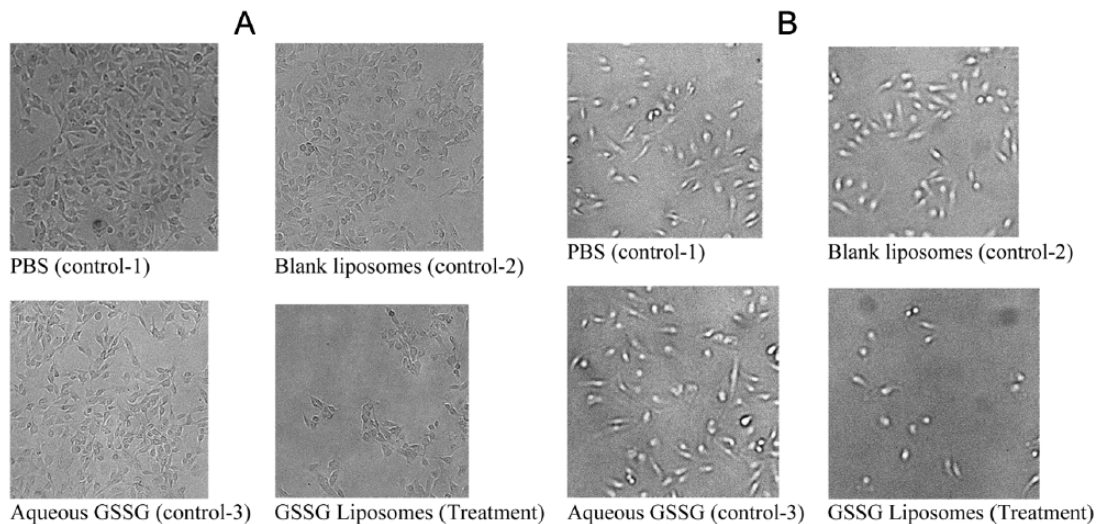 A
B
PBS (control-1)
Blank liposomes (control-2)
PBS (control-1)
Blank liposomes (control-2)
Aqueous GSSG (control-3)
GSSG Liposomes (Treatment)
Aqueous GSSG (control-3)
GSSG Liposomes (Treatment)